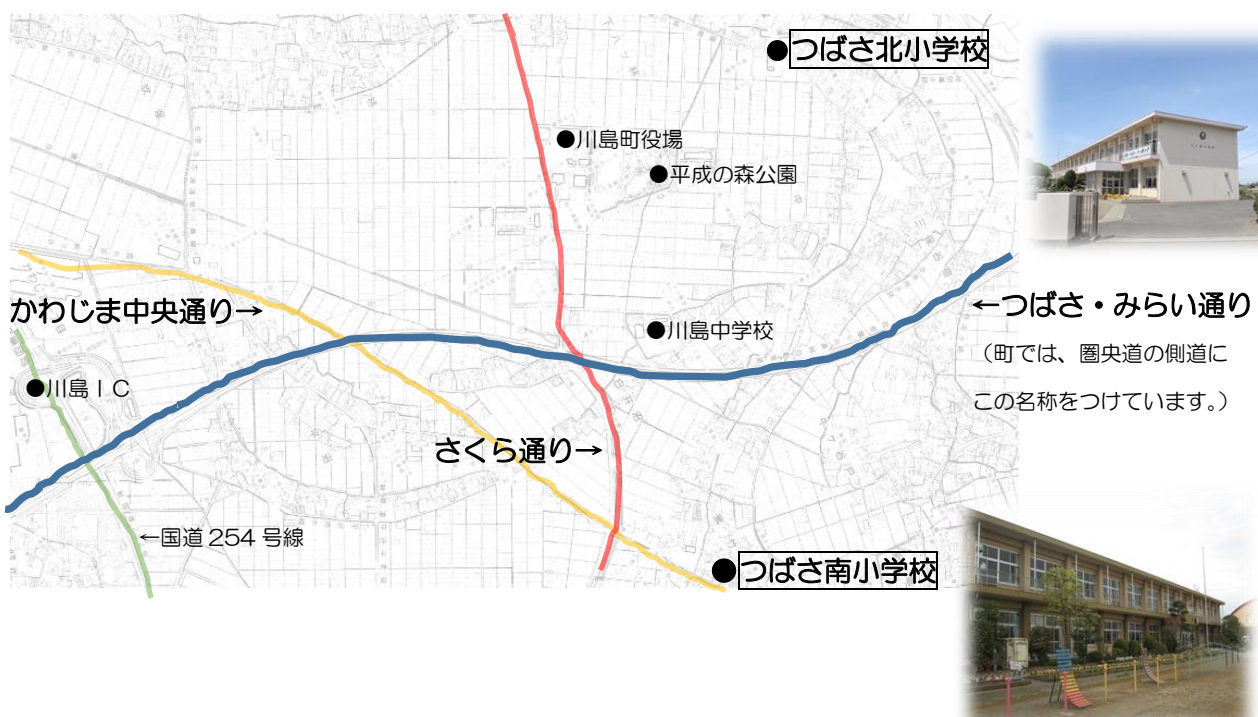 ●つばさ北小学校
●川島町役場
●平成の森公園
かわじま中央通り→
←つばさ・みらい通り
（町では、圏央道の側道に
この名称をつけています。）
●川島中学校
●川島ＩＣ
さくら通り→
←国道 254 号線
●つばさ南小学校